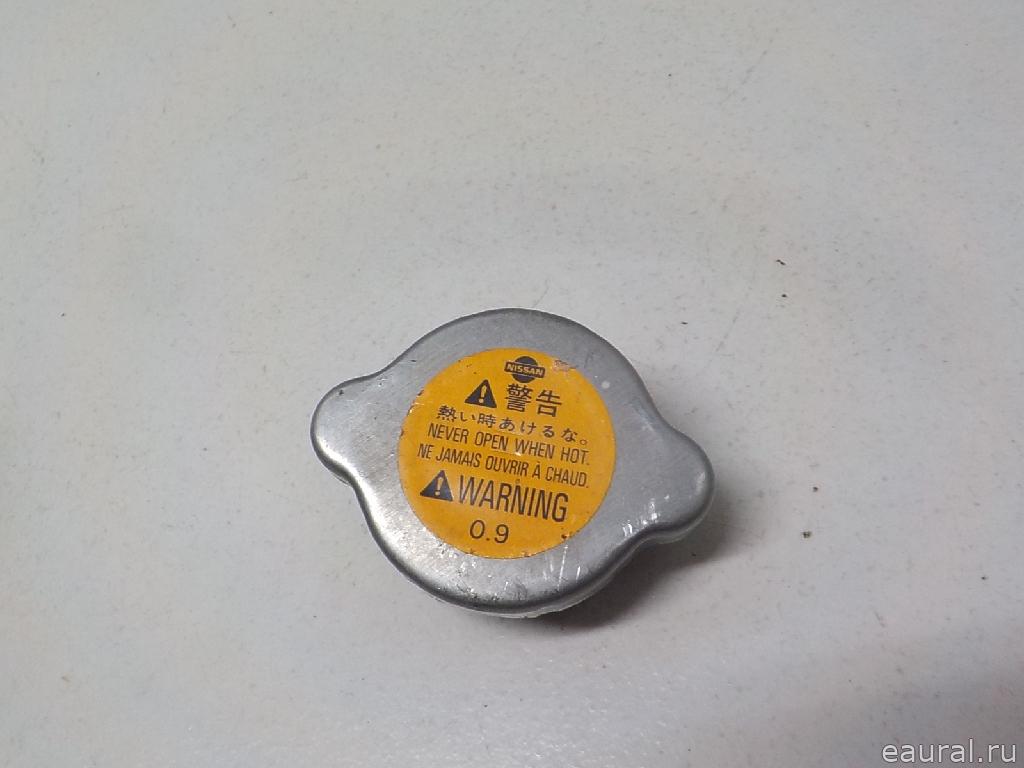 NISSAN
⚠警告
熱い時あけるな。
NEVER OPEN WHEN HOT.
NE JAMAIS OUVRIR À CHAUD.
⚠WARNING
0.9
eaural.ru